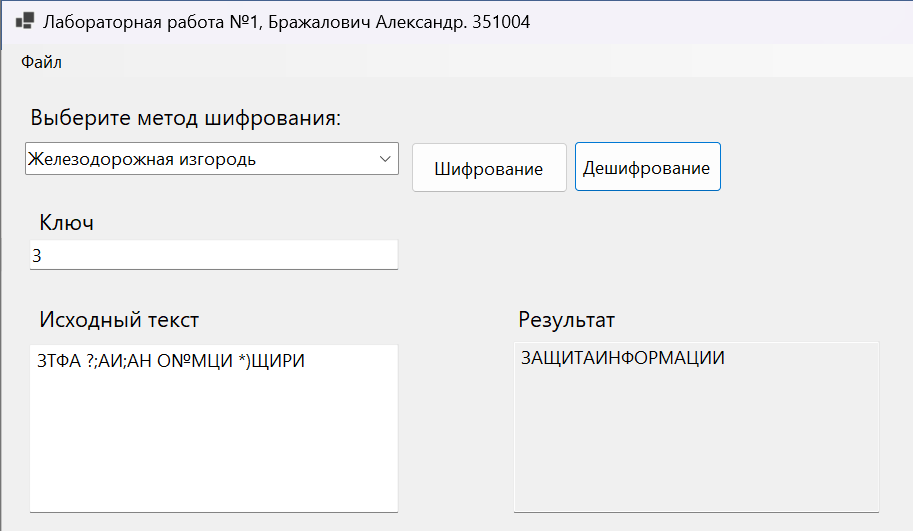 Лабораторная работа №1, Бражалович Александр. 351004
Файл
Выберите метод шифрования:
Железодорожная изгородь
Шифрование
Дешифрование
Ключ
3
Исходный текст
ЗТФА ?;АИ;АН О№МЦИ *)ЩИРИ
Результат
ЗАЩИТАИНФОРМАЦИИ